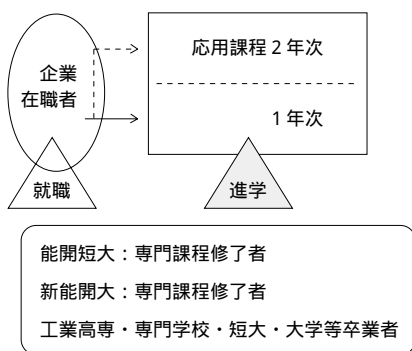 企業
在職者
応用課程２年次
１年次
就職
進学
能開短大：専門課程修了者
新能開大：専門課程修了者
工業高専・専門学校・短大・大学等卒業者